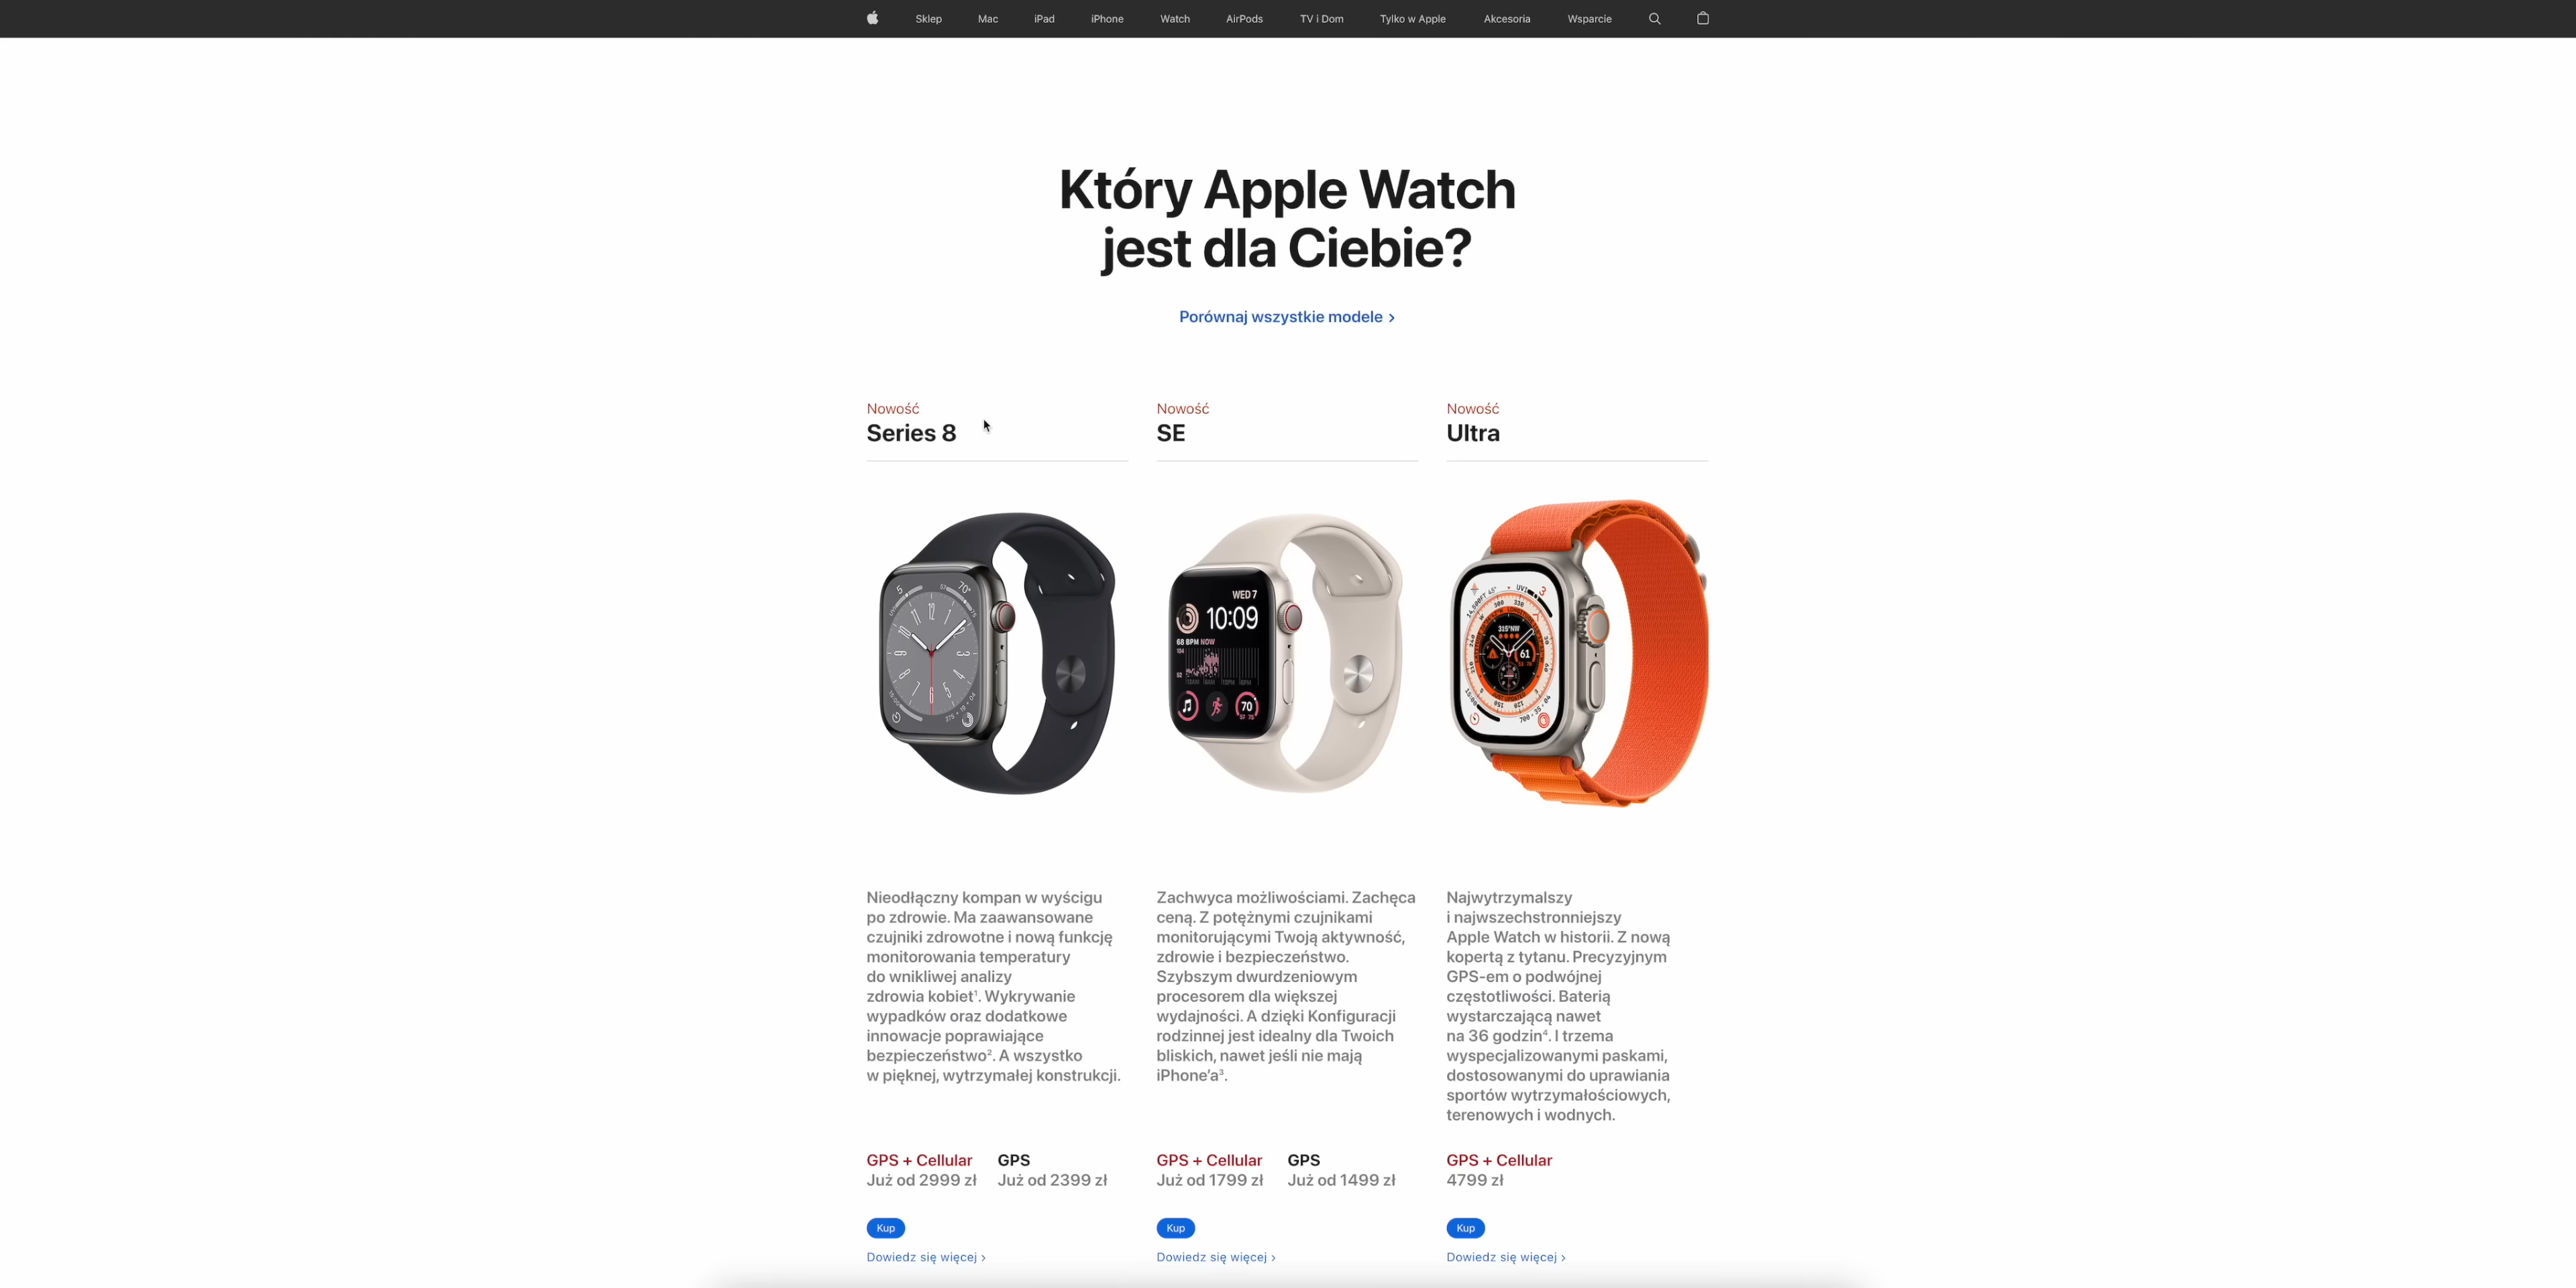 Sklep Mac iPad iPhone Watch AirPods TV i Dom Tylko w Apple Akcesoria Wsparcie
Który Apple Watch
jest dla Ciebie?
Porównaj wszystkie modele >
Nowość
Series 8
Nowość
SE
Nowość
Ultra
WED 7
10:09
68 BPM NOW
70
315°NW
61
Nieodłączny kompan w wyścigu
po zdrowie. Ma zaawansowane
czujniki zdrowotne i nową funkcję
monitorowania temperatury
do wnikliwej analizy
zdrowia kobiet¹. Wykrywanie
wypadków oraz dodatkowe
innowacje poprawiające
bezpieczeństwo². A wszystko
w pięknej, wytrzymałej konstrukcji.
Zachwyca możliwościami. Zachęca
ceną. Z potężnymi czujnikami
monitorującymi Twoją aktywność,
zdrowie i bezpieczeństwo.
Szybszym dwurdzeniowym
procesorem dla większej
wydajności. A dzięki Konfiguracji
rodzinnej jest idealny dla Twoich
bliskich, nawet jeśli nie mają
iPhone'a³.
Najwytrzymalszy
i najwszechstronniejszy
Apple Watch w historii. Z nową
kopertą z tytanu. Precyzyjnym
GPS-em o podwójnej
częstotliwości. Baterią
wystarczającą nawet
na 36 godzin⁴. I trzema
wyspecjalizowanymi paskami,
dostosowanymi do uprawiania
sportów wytrzymałościowych,
terenowych i wodnych.
GPS + Cellular
Już od 2999 zł
GPS
Już od 2399 zł
GPS + Cellular
Już od 1799 zł
GPS
Już od 1499 zł
GPS + Cellular
4799 zł
Kup
Kup
Kup
Dowiedz się więcej >
Dowiedz się więcej >
Dowiedz się więcej >